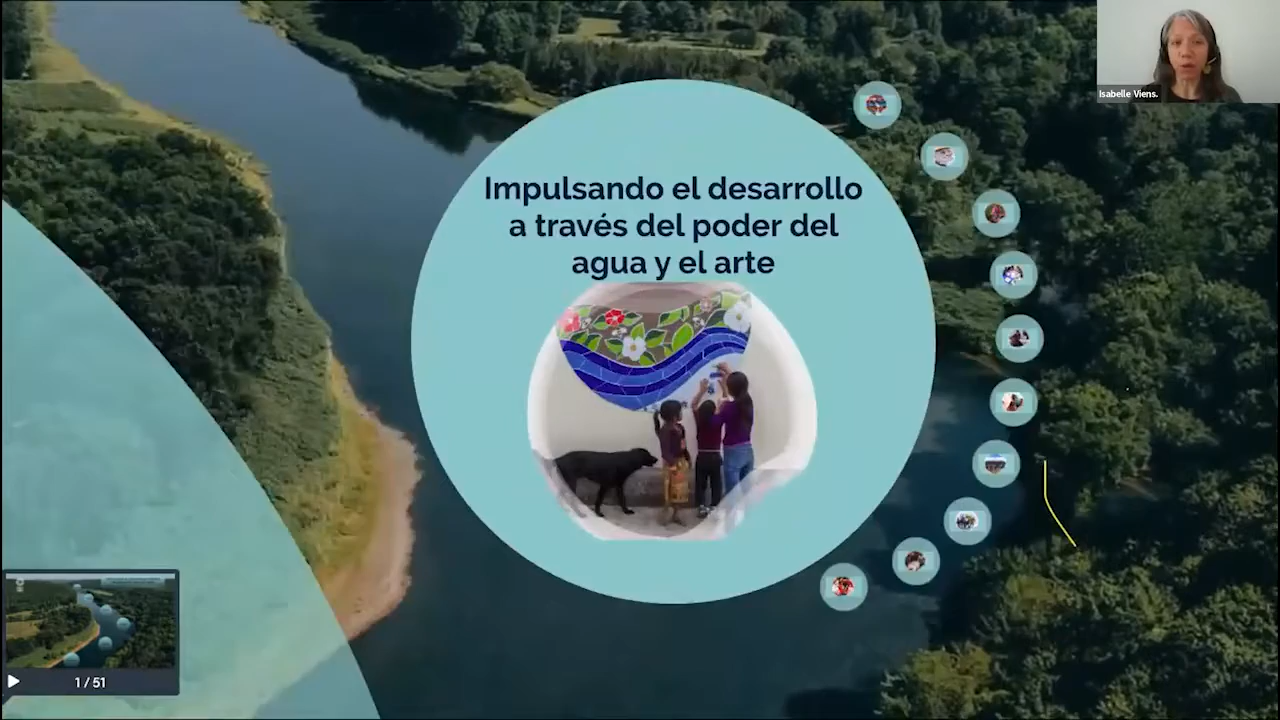 Isabelle Viens.
Impulsando el desarrollo
a través del poder del
agua y el arte
1 / 51